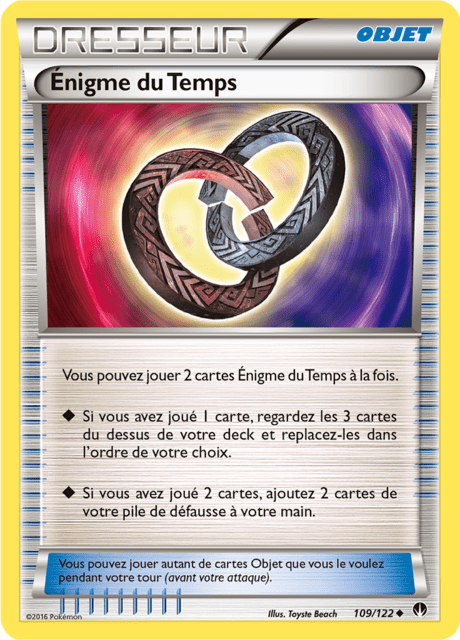 DRESSEUR
OBJET
Énigme du Temps
Vous pouvez jouer 2 cartes Énigme du Temps à la fois.
◆ Si vous avez joué 1 carte, regardez les 3 cartes
du dessus de votre deck et replacez-les dans
l'ordre de votre choix.
◆ Si vous avez joué 2 cartes, ajoutez 2 cartes de
votre pile de défausse à votre main.
Vous pouvez jouer autant de cartes Objet que vous le voulez
pendant votre tour (avant votre attaque).
©2016 Pokémon
Illus. Toyste Beach
109/122 ◆